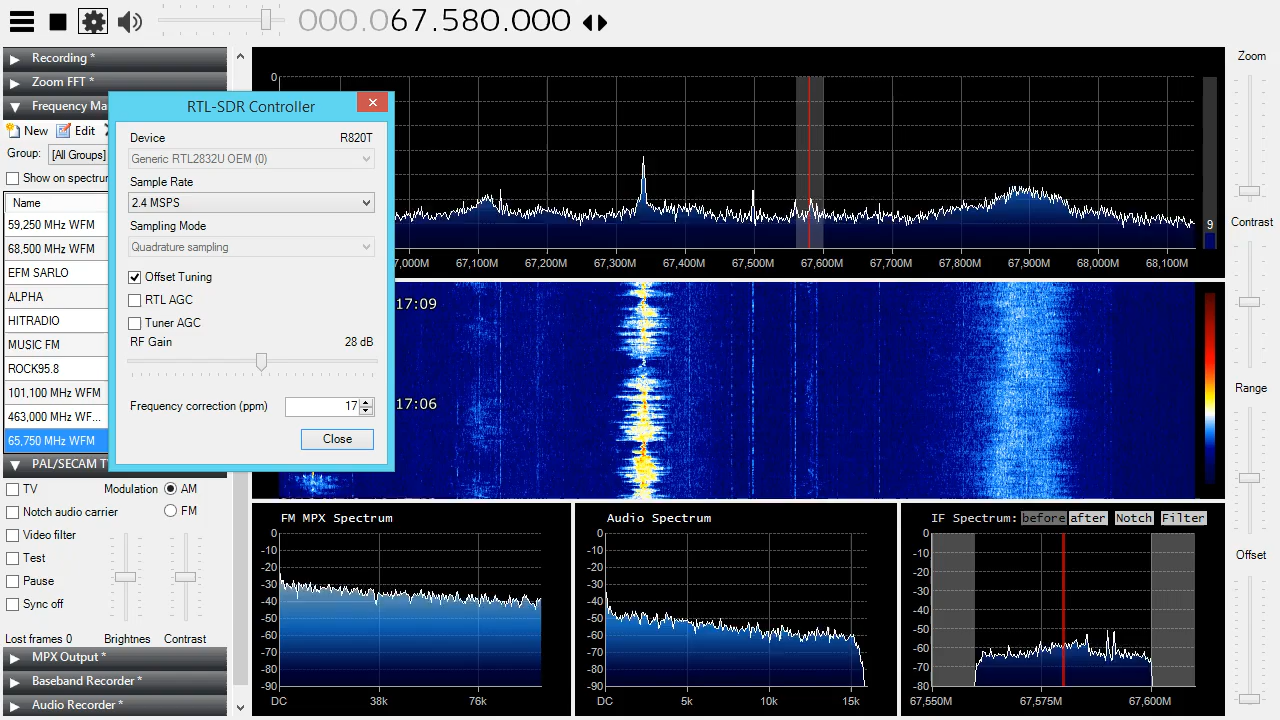 000.067.580.000
Recording *
Zoom FFT *
Frequency Ma
New Edit
Group: [All Groups]
Show on spectrum
Name
59,250 MHz WFM
68,500 MHz WFM
EFM SARLO
ALPHA
HITRADIO
MUSIC FM
ROCK95.8
101,100 MHz WFM
463,000 MHz WF...
65,750 MHz WFM
PAL/SECAM T
TV
Modulation AM
Notch audio carrier
FM
Video filter
Test
Pause
Sync off
Lost frames 0 Brightnes Contrast
MPX Output *
Baseband Recorder *
Audio Recorder *
RTL-SDR Controller
Device R820T
Generic RTL2832U OEM (0)
Sample Rate
2.4 MSPS
Sampling Mode
Quadrature sampling
Offset Tuning
RTL AGC
Tuner AGC
RF Gain 28 dB
Frequency correction (ppm) 17
Close
0
9
,000M 67,100M 67,200M 67,300M 67,400M 67,500M 67,600M 67,700M 67,800M 67,900M 68,000M 68,100M
17:09
17:06
FM MPX Spectrum
0
-10
-20
-30
-40
-50
-60
-70
-80
-90
DC 38k 76k
Audio Spectrum
0
-10
-20
-30
-40
-50
-60
-70
-80
-90
DC 5k 10k 15k
IF Spectrum: before after Notch Filter
0
-10
-20
-30
-40
-50
-60
-70
-80
67,550M 67,575M 67,600M
Zoom
Contrast
Range
Offset